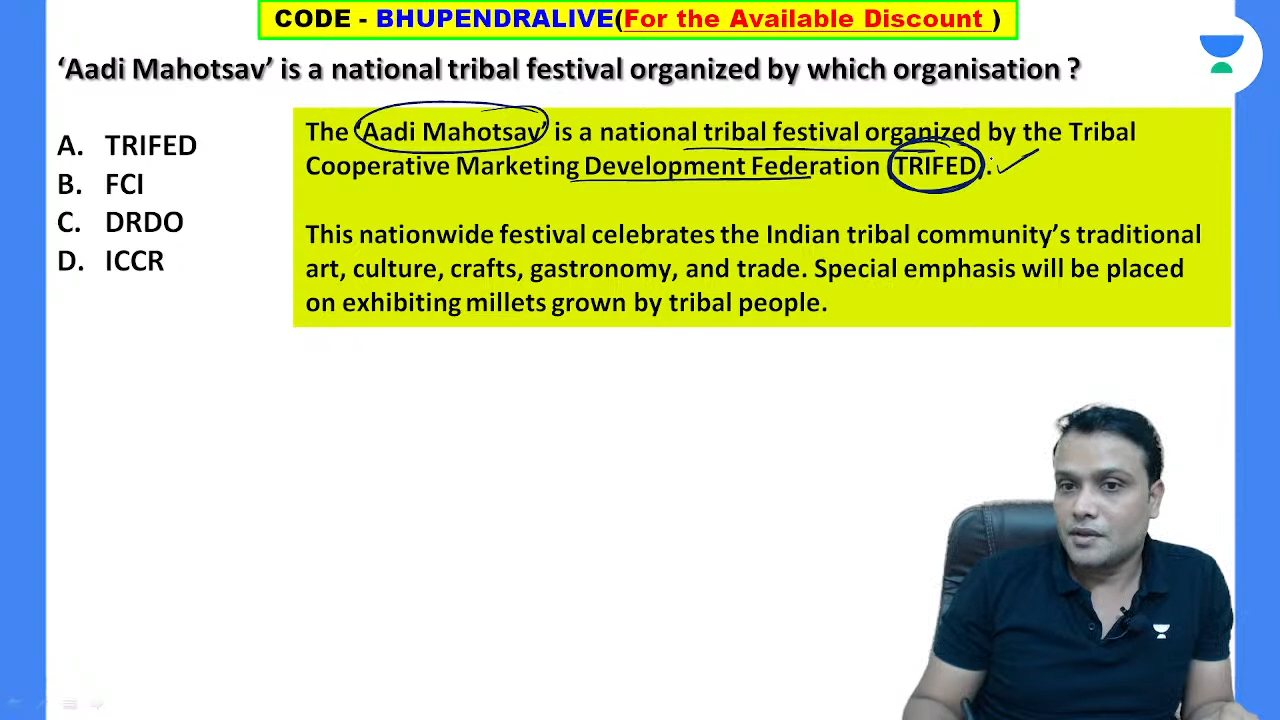 CODE - BHUPENDRALIVE(For the Available Discount )
‘Aadi Mahotsav’ is a national tribal festival organized by which organisation ?
A. TRIFED
B. FCI
C. DRDO
D. ICCR
The ‘Aadi Mahotsav’ is a national tribal festival organized by the Tribal
Cooperative Marketing Development Federation (TRIFED).
This nationwide festival celebrates the Indian tribal community’s traditional
art, culture, crafts, gastronomy, and trade. Special emphasis will be placed
on exhibiting millets grown by tribal people.